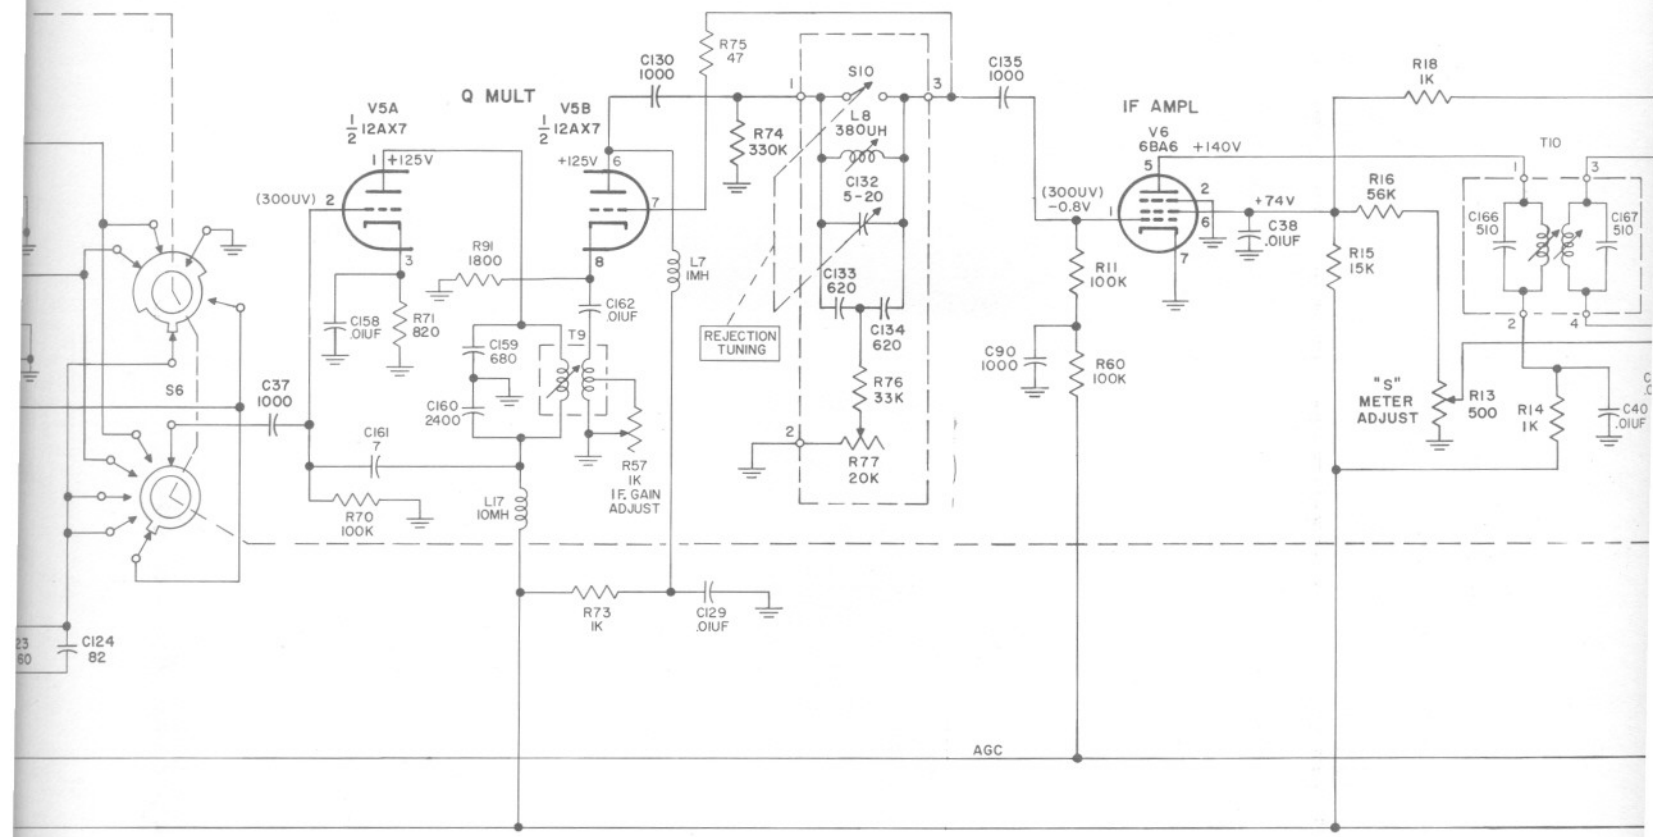 R75
47
C130
1000
C135
1000
R18
1K
S10
Q MULT
V5A
1/2 12AX7
V5B
1/2 12AX7
1
3
IF AMPL
L8
380UH
R74
330K
V6
6BA6
+140V
T10
1 +125V
+125V 6
5
1
3
(300UV) 2
7
C132
5-20
(300UV)
-0.8V
1
2
+74V
6
R16
56K
C38
.01UF
C166
510
C167
510
3
R91
1800
8
L7
1MH
C133
620
R11
100K
7
R15
15K
C162
.01UF
C158
.01UF
R71
820
C134
620
REJECTION
TUNING
2
4
T9
C159
680
C90
1000
R60
100K
S6
C37
1000
C160
2400
R76
33K
"S"
METER
ADJUST
R13
500
R14
1K
C40
.01UF
C161
7
2
R57
1K
I.F. GAIN
ADJUST
R77
20K
L17
10MH
R70
100K
R73
1K
C129
.01UF
23
60
C124
82
AGC